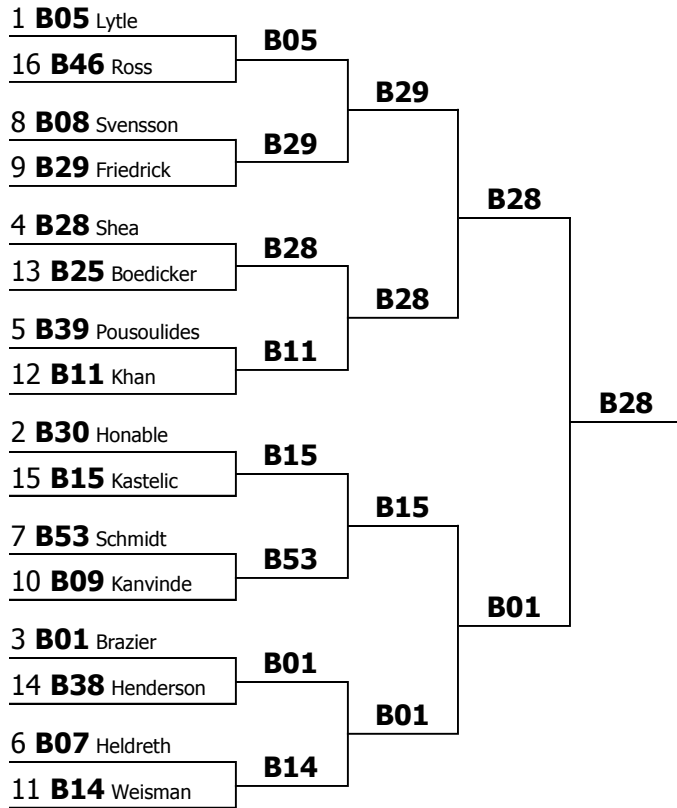 1 B05 Lytle
16 B46 Ross
8 B08 Svensson
9 B29 Friedrick
4 B28 Shea
13 B25 Boedicker
5 B39 Pousoulides
12 B11 Khan
2 B30 Honable
15 B15 Kastelic
7 B53 Schmidt
10 B09 Kanvinde
3 B01 Brazier
14 B38 Henderson
6 B07 Heldreth
11 B14 Weisman
B05
B29
B28
B11
B15
B53
B01
B14
B29
B28
B15
B01
B28
B01
B28